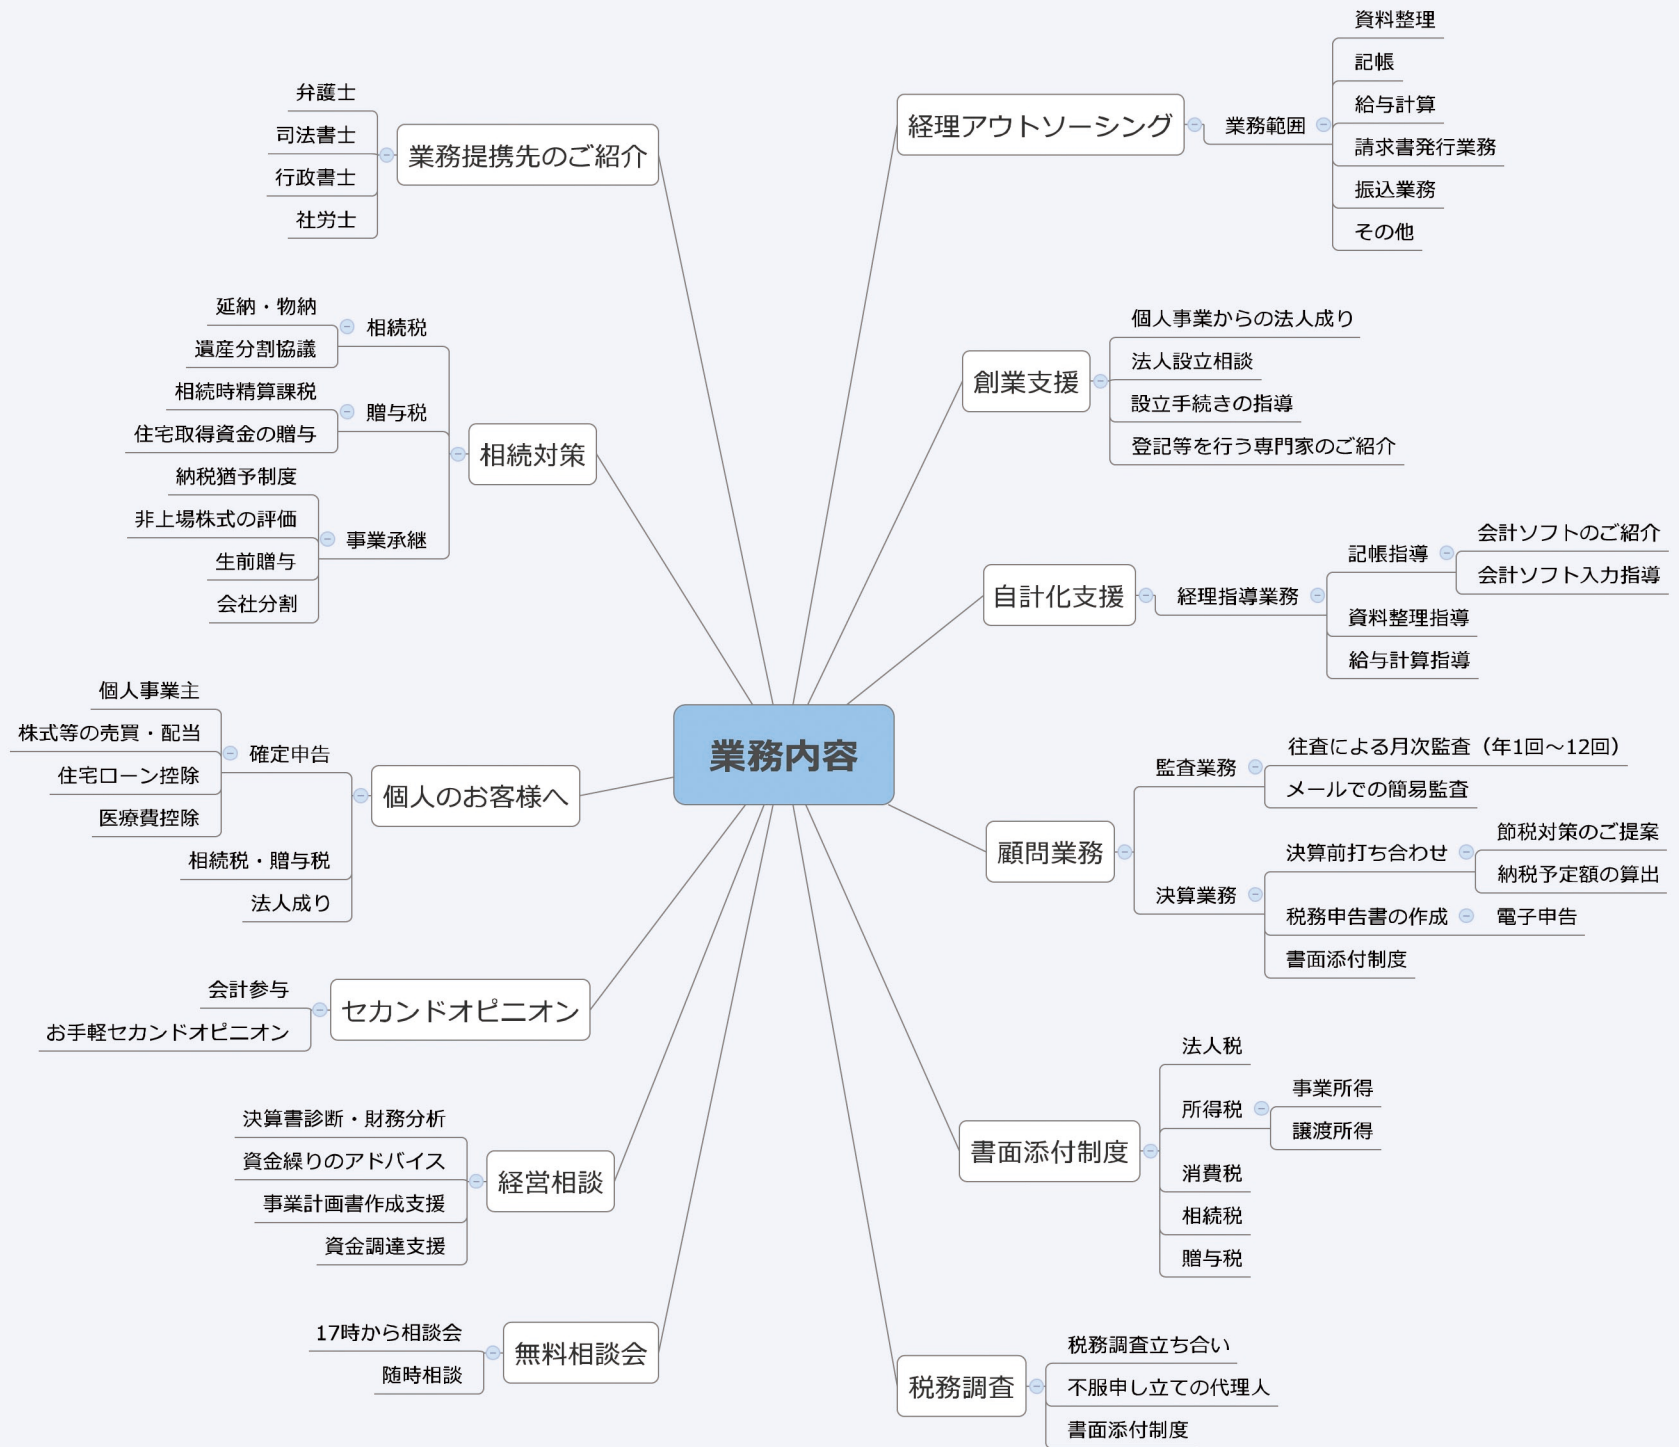 業務内容
経理アウトソーシング
業務範囲
資料整理
記帳
給与計算
請求書発行業務
振込業務
その他
創業支援
個人事業からの法人成り
法人設立相談
設立手続きの指導
登記等を行う専門家のご紹介
自計化支援
経理指導業務
記帳指導
会計ソフトのご紹介
会計ソフト入力指導
資料整理指導
給与計算指導
顧問業務
監査業務
往査による月次監査（年1回～12回）
メールでの簡易監査
決算業務
決算前打ち合わせ
節税対策のご提案
納税予定額の算出
税務申告書の作成
電子申告
書面添付制度
書面添付制度
法人税
所得税
事業所得
譲渡所得
消費税
相続税
贈与税
税務調査
税務調査立ち合い
不服申し立ての代理人
書面添付制度
業務提携先のご紹介
弁護士
司法書士
行政書士
社労士
相続対策
相続税
延納・物納
遺産分割協議
贈与税
相続時精算課税
住宅取得資金の贈与
事業承継
納税猶予制度
非上場株式の評価
生前贈与
会社分割
個人のお客様へ
確定申告
個人事業主
株式等の売買・配当
住宅ローン控除
医療費控除
相続税・贈与税
法人成り
セカンドオピニオン
会計参与
お手軽セカンドオピニオン
経営相談
決算書診断・財務分析
資金繰りのアドバイス
事業計画書作成支援
資金調達支援
無料相談会
17時から相談会
随時相談